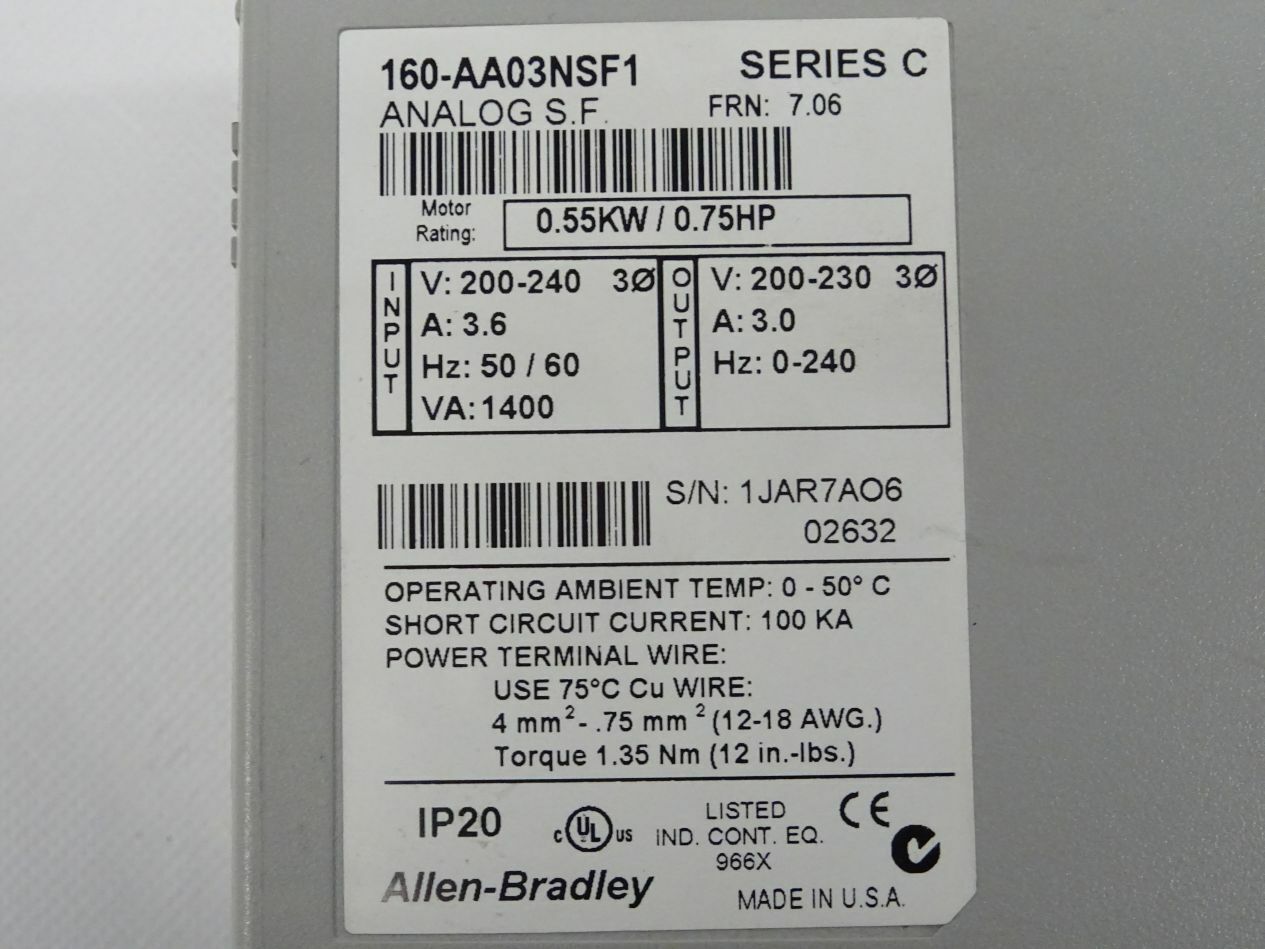 160-AA03NSF1 SERIES C
ANALOG S.F. FRN: 7.06
Motor Rating: 0.55KW / 0.75HP
INPUT
V: 200-240 3Ø
A: 3.6
Hz: 50 / 60
VA: 1400
OUTPUT
V: 200-230 3Ø
A: 3.0
Hz: 0-240
S/N: 1JAR7AO6
02632
OPERATING AMBIENT TEMP: 0 - 50° C
SHORT CIRCUIT CURRENT: 100 KA
POWER TERMINAL WIRE:
USE 75°C Cu WIRE:
4 mm²- .75 mm² (12-18 AWG.)
Torque 1.35 Nm (12 in.-lbs.)
IP20
c UL us
LISTED
IND. CONT. EQ.
966X
CE
Allen-Bradley
MADE IN U.S.A.